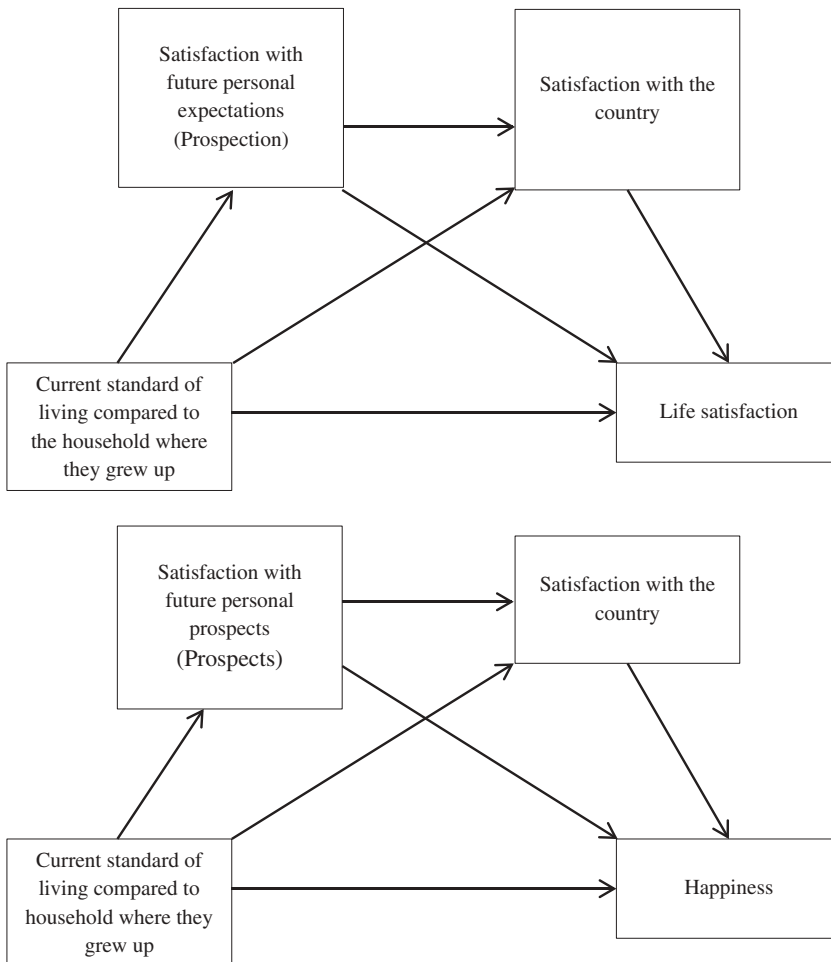 Satisfaction with
future personal
expectations
(Prospection)
Satisfaction with the
country
Current standard of
living compared to
the household where
they grew up
Life satisfaction
Satisfaction with
future personal
prospects
(Prospects)
Satisfaction with the
country
Current standard of
living compared to
household where they
grew up
Happiness